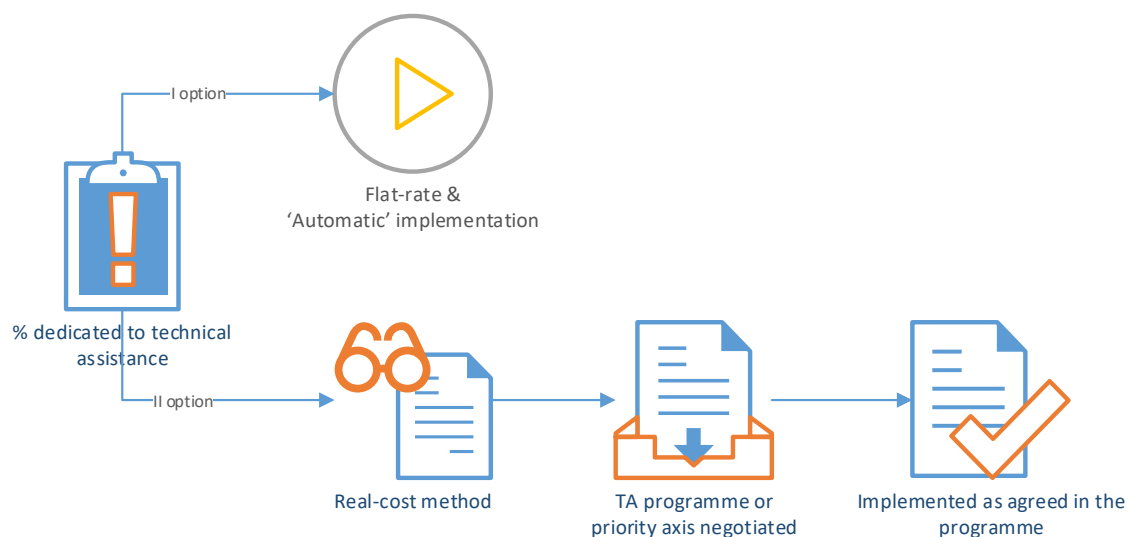 I option
Flat-rate &
‘Automatic’ implementation
% dedicated to technical
assistance
II option
Real-cost method
TA programme or
priority axis negotiated
Implemented as agreed in the
programme